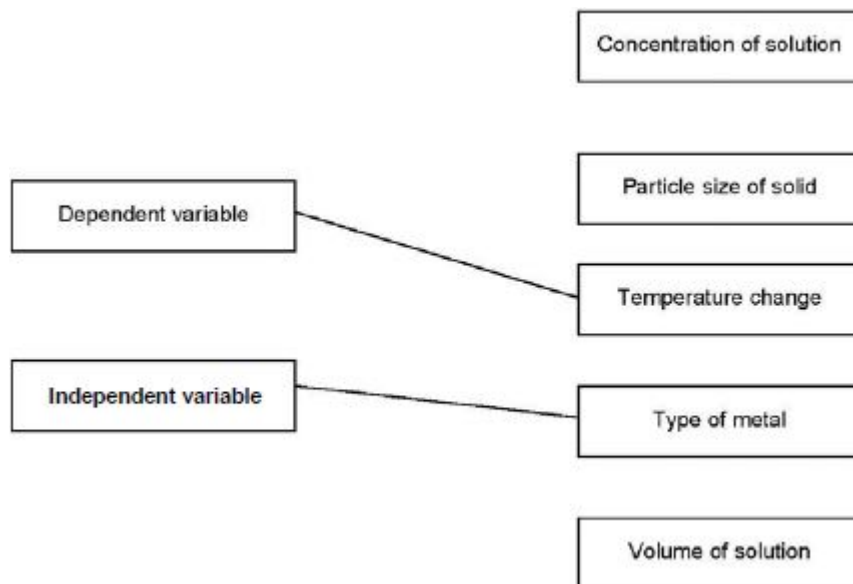 Concentration of solution
Particle size of solid
Dependent variable
Temperature change
Independent variable
Type of metal
Volume of solution